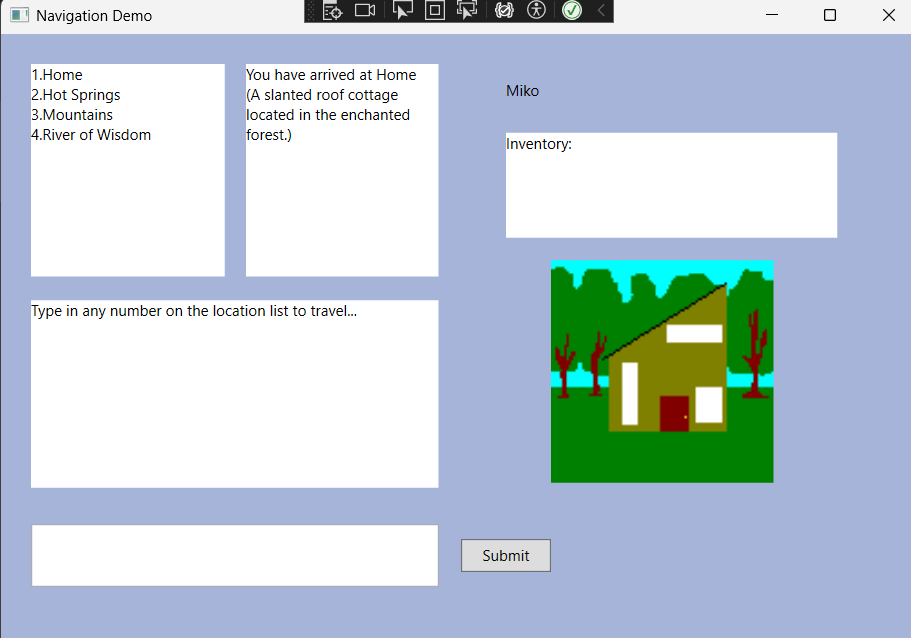 Navigation Demo
1.Home
2.Hot Springs
3.Mountains
4.River of Wisdom
You have arrived at Home
(A slanted roof cottage
located in the enchanted
forest.)
Miko
Inventory:
Type in any number on the location list to travel...
Submit